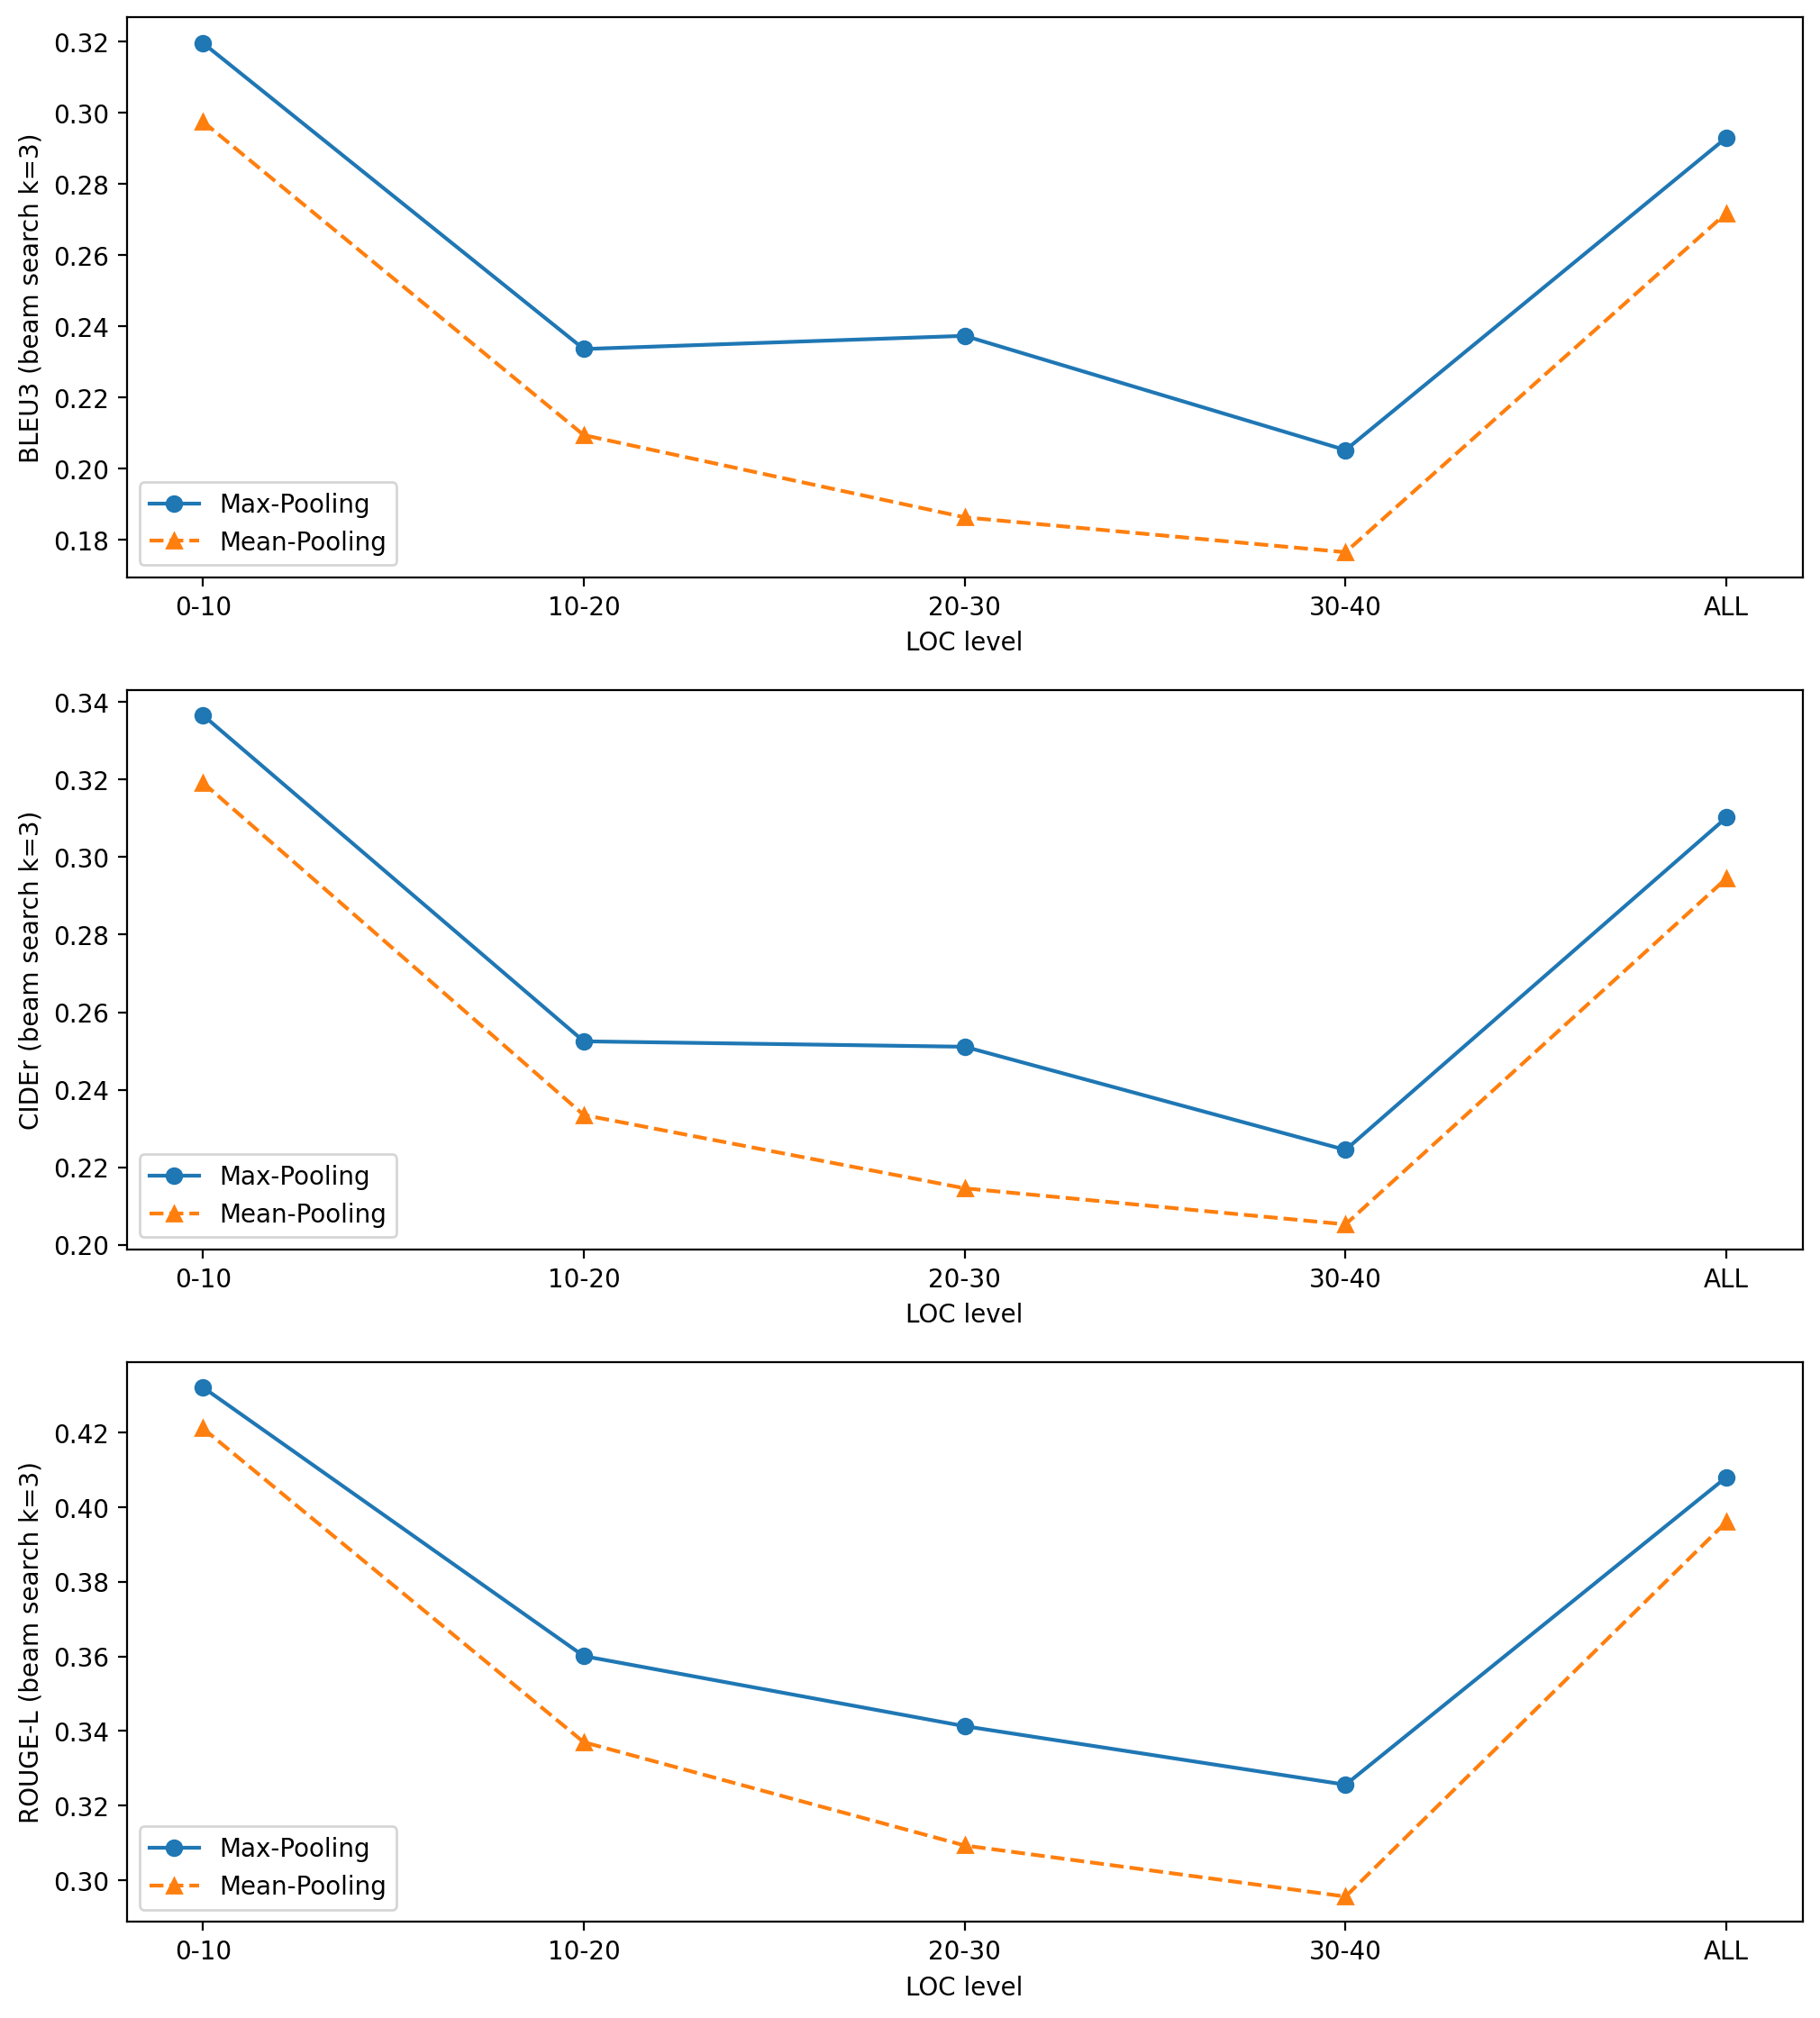 BLEU3 (beam search k=3)
0.32
0.30
0.28
0.26
0.24
0.22
0.20
0.18
Max-Pooling
Mean-Pooling
0-10 10-20 20-30 30-40 ALL
LOC level
CIDEr (beam search k=3)
0.34
0.32
0.30
0.28
0.26
0.24
0.22
0.20
Max-Pooling
Mean-Pooling
0-10 10-20 20-30 30-40 ALL
LOC level
ROUGE-L (beam search k=3)
0.42
0.40
0.38
0.36
0.34
0.32
0.30
Max-Pooling
Mean-Pooling
0-10 10-20 20-30 30-40 ALL
LOC level